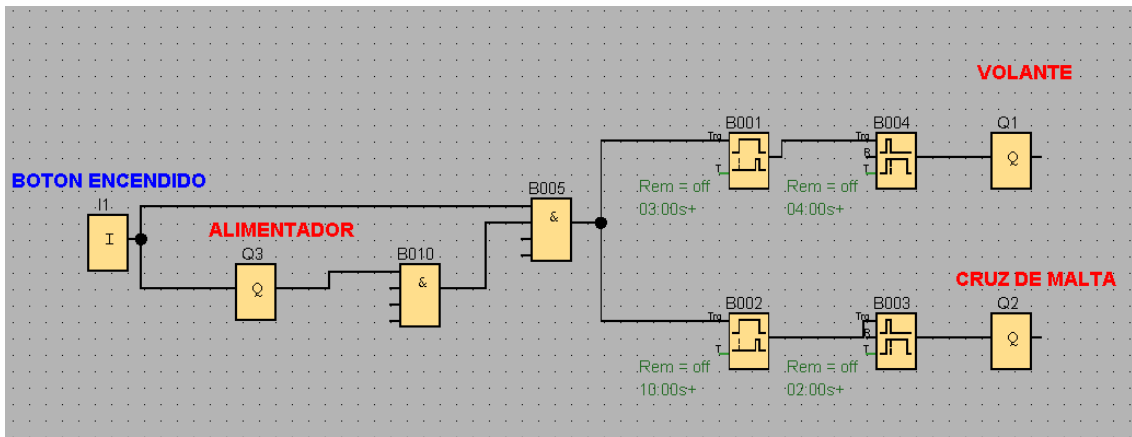 VOLANTE
B001
B004
Q1
Trg
Trg
R
Q
T
T
BOTON ENCENDIDO
B005
Rem = off
Rem = off
03:00s+
04:00s+
I1
&
ALIMENTADOR
I
Q3
B010
CRUZ DE MALTA
Q
&
B002
B003
Q2
Trg
Trg
R
Q
T
T
Rem = off
Rem = off
10:00s+
02:00s+